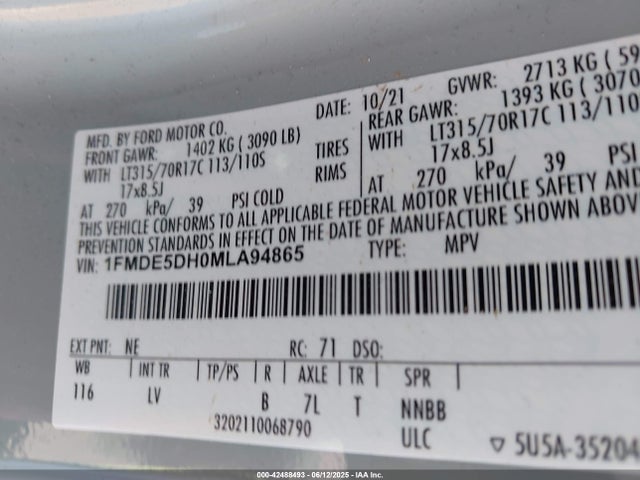 DATE: 10/21 GVWR: 2713 KG ( 59
MFD. BY FORD MOTOR CO. REAR GAWR: 1393 KG ( 3070
FRONT GAWR: 1402 KG ( 3090 LB) WITH LT315/70R17C 113/110S
WITH LT315/70R17C 113/110S TIRES 17x8.5J
17x8.5J RIMS AT 270 kPa/ 39 PSI
AT 270 kPa/ 39 PSI COLD
THIS VEHICLE CONFORMS TO ALL APPLICABLE FEDERAL MOTOR VEHICLE SAFETY AND
PREVENTION STANDARDS IN EFFECT ON THE DATE OF MANUFACTURE SHOWN ABOV
VIN: 1FMDE5DH0MLA94865 TYPE: MPV
EXT PNT: NE RC: 71 DSO:
WB INT TR TP/PS R AXLE TR SPR
116 LV B 7L T NNBB
3202110068790 ULC 5U5A-35204
000-42488493 - 06/12/2025 - IAAI.COM